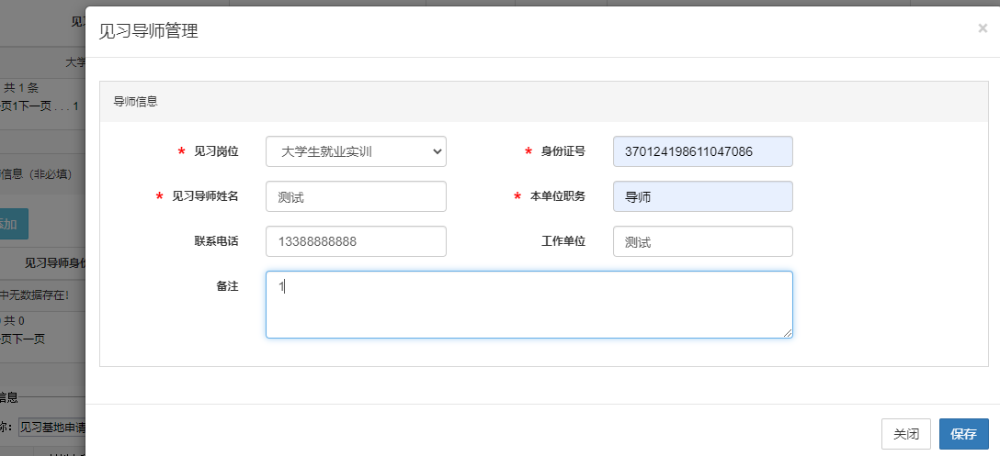 见习导师管理
×
导师信息
* 见习岗位 大学生就业实训 * 身份证号 370124198611047086
* 见习导师姓名 测试 * 本单位职务 导师
联系电话 13388888888 工作单位 测试
备注 1
关闭 保存
大学
共 1 条
页1下一页 . . . 1
信息（非必填）
添加
见习导师身份
中无数据存在!
共 0
页下一页
信息
称：见习基地申请